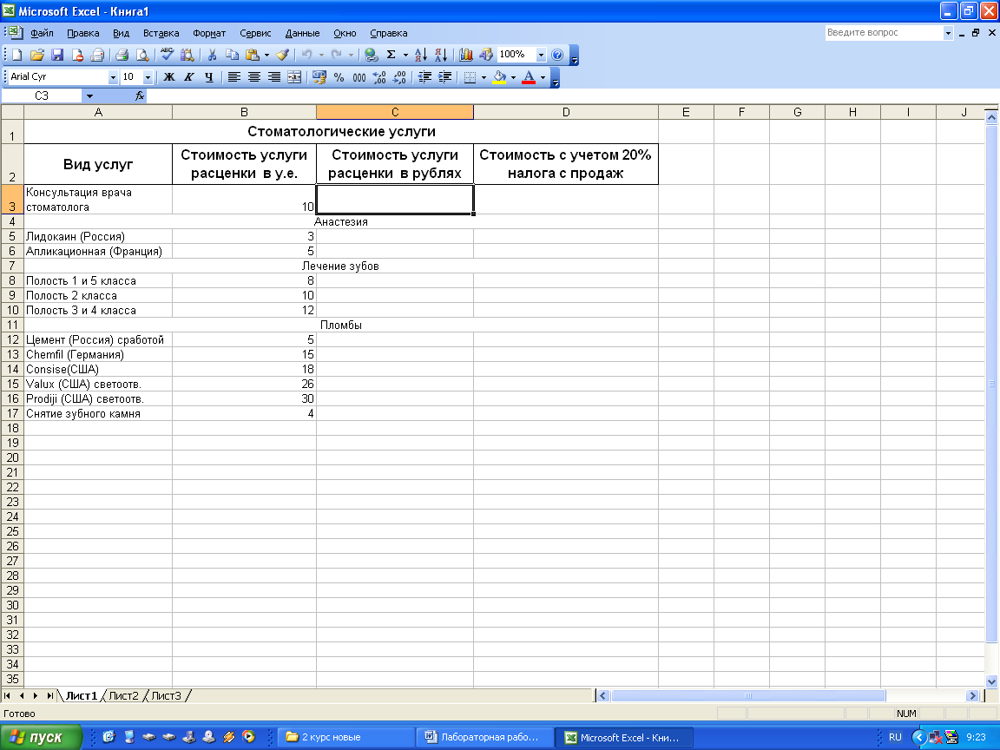 Microsoft Excel - Книга1
Файл Правка Вид Вставка Формат Сервис Данные Окно Справка Введите вопрос
100%
Arial Cyr 10 Ж К Ч % 000
C3 fx
A B C D E F G H I J
1 Стоматологические услуги
2 Вид услуг Стоимость услуги расценки в у.е. Стоимость услуги расценки в рублях Стоимость с учетом 20% налога с продаж
3 Консультация врача стоматолога 10
4 Анастезия
5 Лидокаин (Россия) 3
6 Апликационная (Франция) 5
7 Лечение зубов
8 Полость 1 и 5 класса 8
9 Полость 2 класса 10
10 Полость 3 и 4 класса 12
11 Пломбы
12 Цемент (Россия) сработой 5
13 Chemfil (Германия) 15
14 Consise(США) 18
15 Valux (США) светоотв. 26
16 Prodiji (США) светоотв. 30
17 Снятие зубного камня 4
18
19
20
21
22
23
24
25
26
27
28
29
30
31
32
33
34
35
Лист1 Лист2 Лист3
Готово NUM
пуск 2 курс новые Лабораторная рабо... Microsoft Excel - Кни... RU 9:23